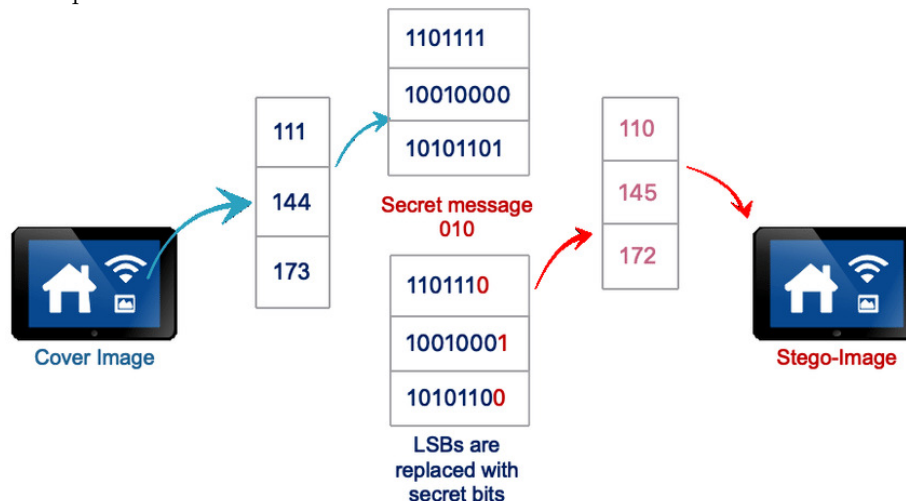 Cover Image
111
144
173
1101111
10010000
10101101
Secret message
010
1101110
10010001
10101100
LSBs are
replaced with
secret bits
110
145
172
Stego-Image